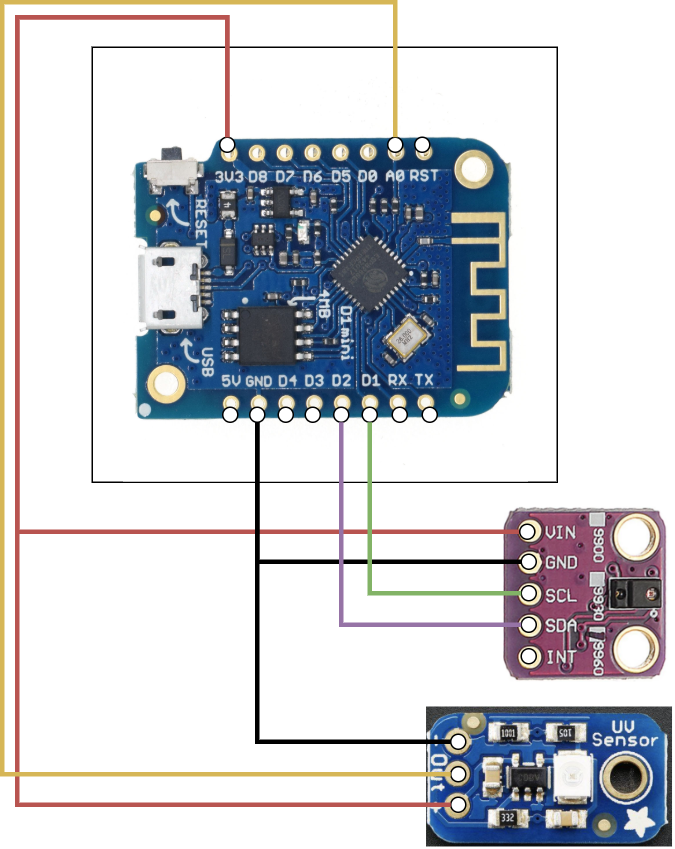 3V3 D8 D7 D6 D5 D0 A0 RST
RESET
4MB
D1 mini
USB
5V GND D4 D3 D2 D1 RX TX
VIN
GND
SCL
SDA
INT
9900
9930
9960
UV
Sensor
1001
105
Out
+
332